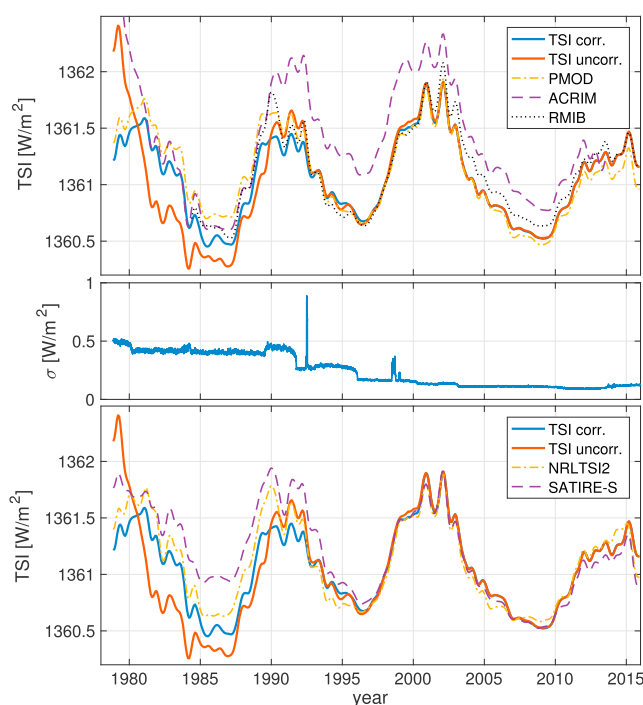 TSI corr.
TSI uncorr.
PMOD
ACRIM
RMIB
1362
1361.5
1361
1360.5
TSI [W/m²]
1
0.5
0
σ [W/m²]
TSI corr.
TSI uncorr.
NRLTSI2
SATIRE-S
1362
1361.5
1361
1360.5
TSI [W/m²]
1980 1985 1990 1995 2000 2005 2010 2015
year